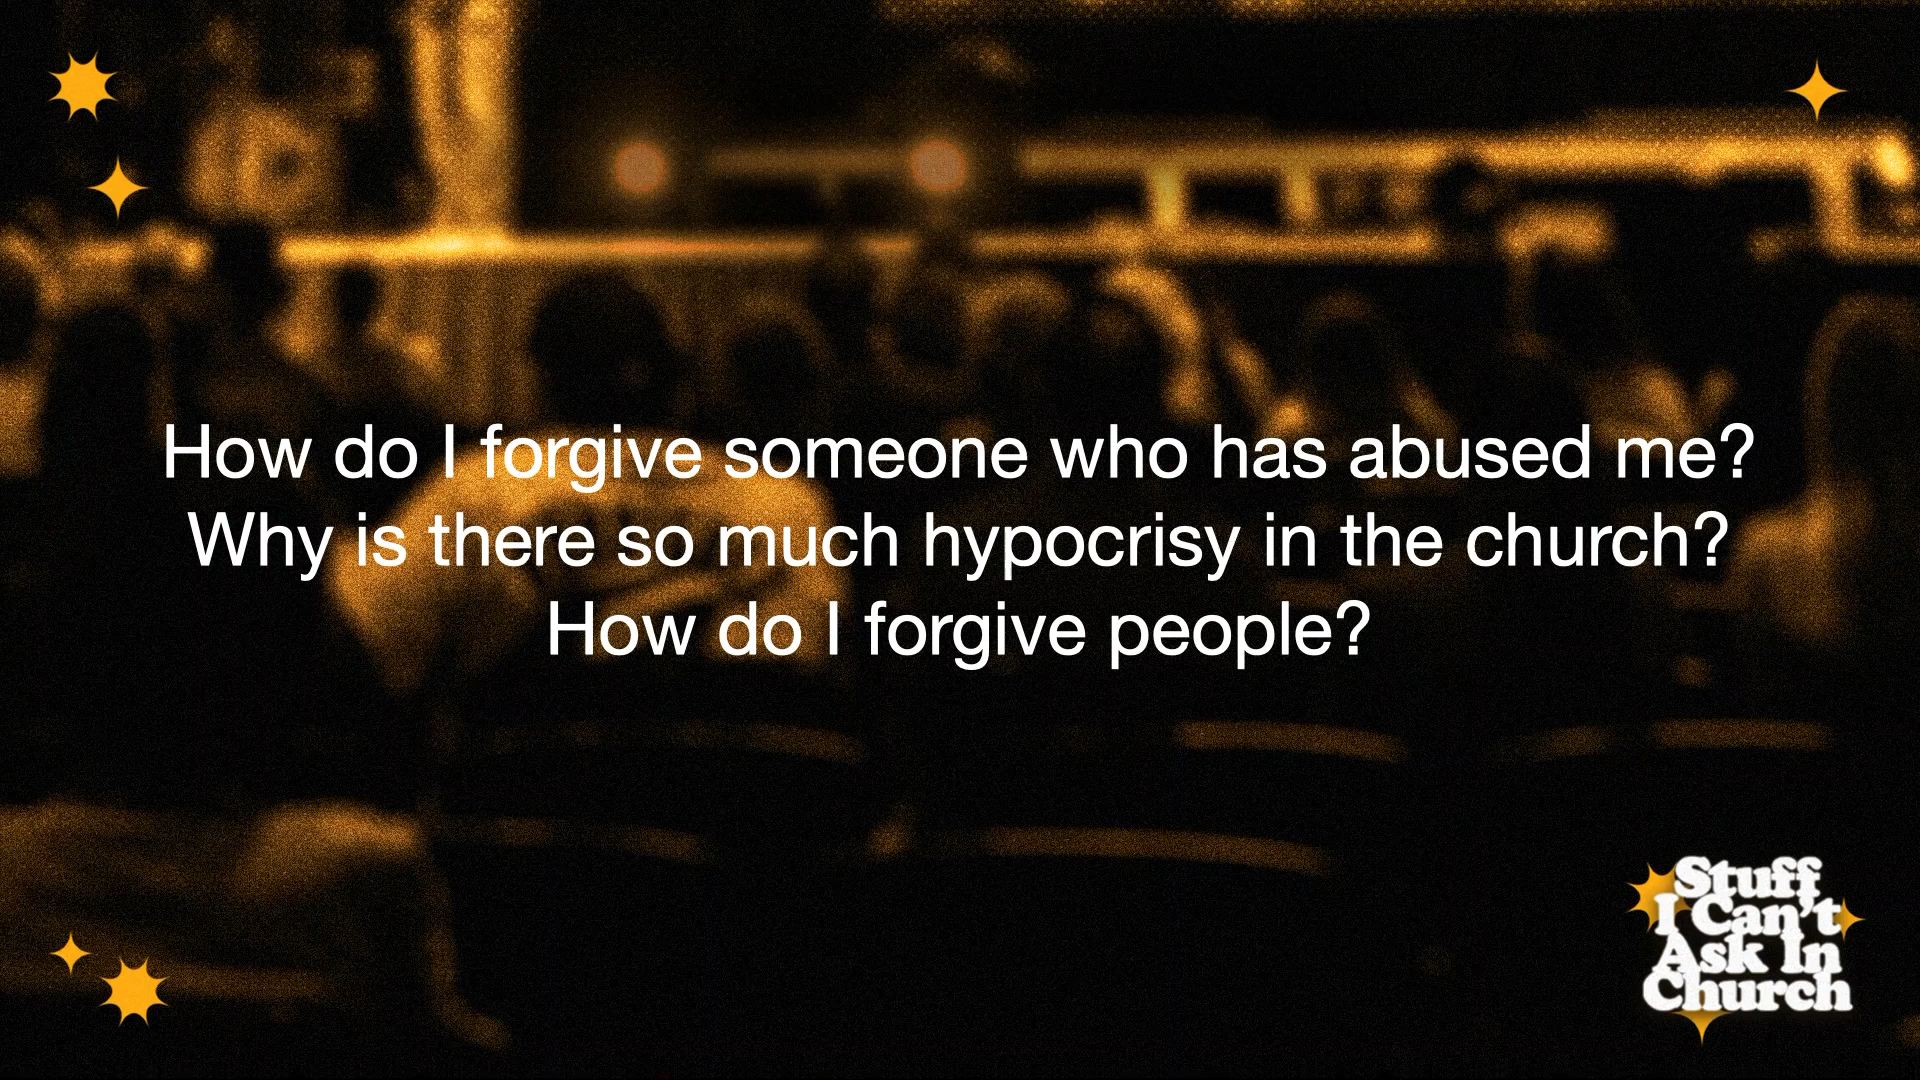 How do I forgive someone who has abused me?
Why is there so much hypocrisy in the church?
How do I forgive people?
Stuff
I Can't
Ask In
Church